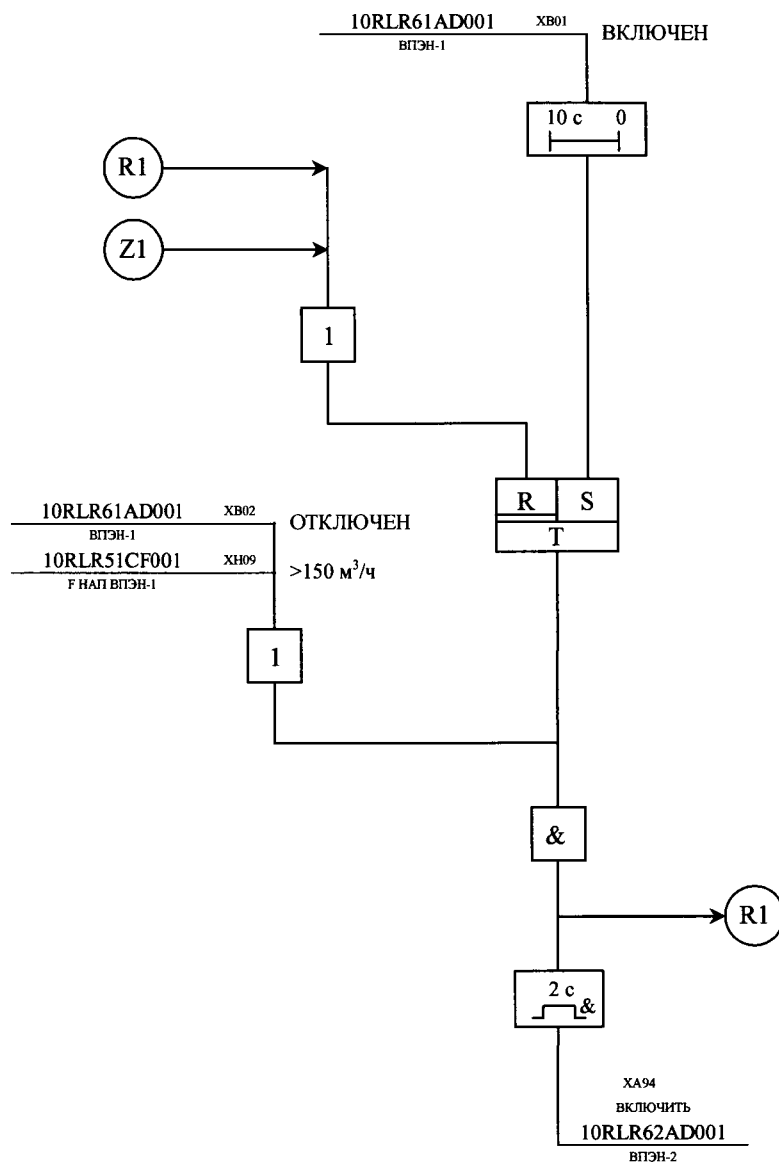 10RLR61AD001 XB01 ВКЛЮЧЕН
ВПЭН-1
10 с 0
R1
Z1
1
R S
T
10RLR61AD001 XB02 ОТКЛЮЧЕН
ВПЭН-1
10RLR51CF001 XH09 >150 м³/ч
F НАП ВПЭН-1
1
&
R1
2 с
&
XA94
ВКЛЮЧИТЬ
10RLR62AD001
ВПЭН-2